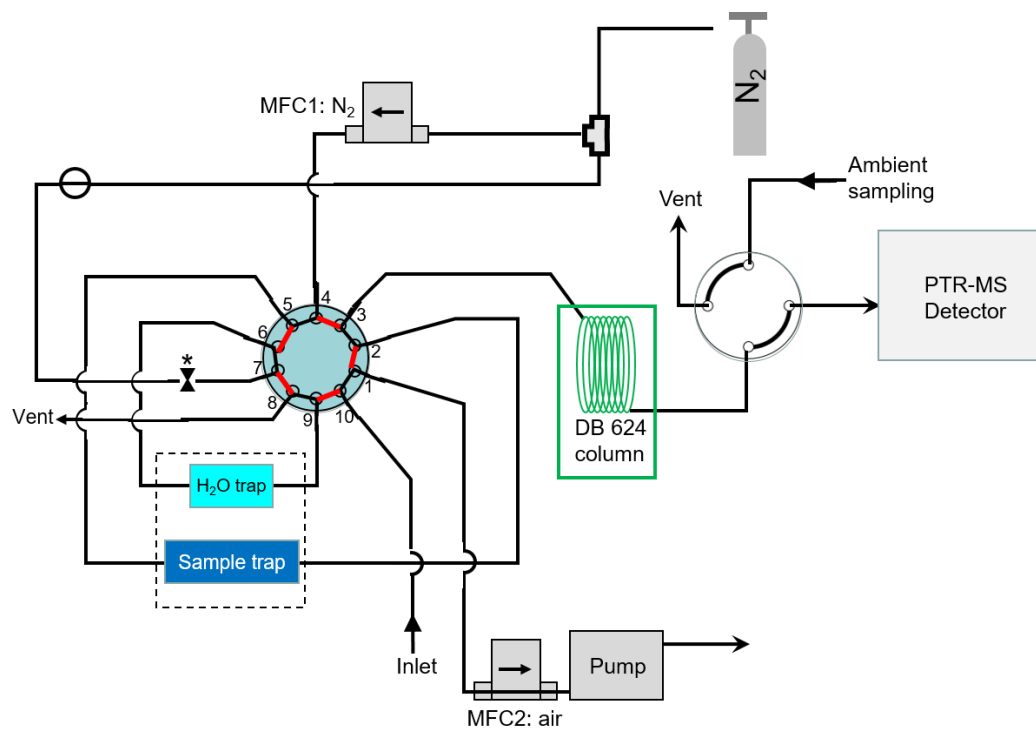 N₂
MFC1: N₂
Ambient
sampling
Vent
PTR-MS
Detector
4
5
3
6
2
*
7
1
8
10
9
Vent
DB 624
column
H₂O trap
Sample trap
Inlet
Pump
MFC2: air